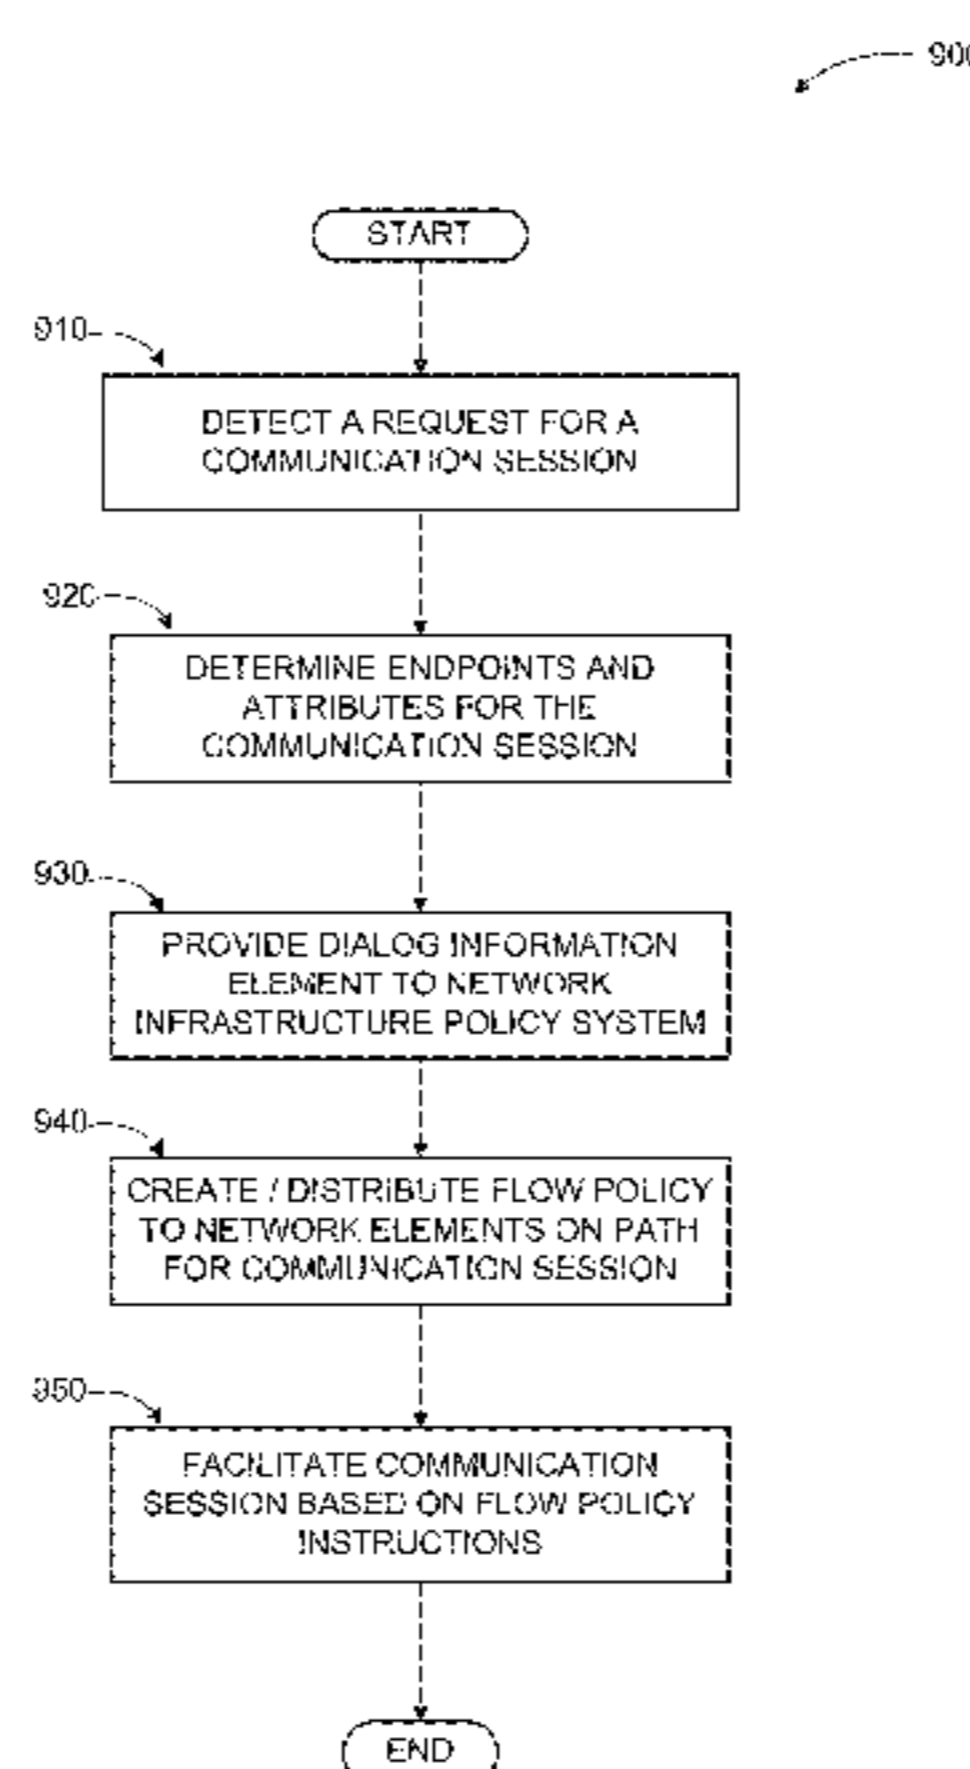 900
START
910
DETECT A REQUEST FOR A
COMMUNICATION SESSION
920
DETERMINE ENDPOINTS AND
ATTRIBUTES FOR THE
COMMUNICATION SESSION
930
PROVIDE DIALOG INFORMATION
ELEMENT TO NETWORK
INFRASTRUCTURE POLICY SYSTEM
940
CREATE / DISTRIBUTE FLOW POLICY
TO NETWORK ELEMENTS ON PATH
FOR COMMUNICATION SESSION
950
FACILITATE COMMUNICATION
SESSION BASED ON FLOW POLICY
INSTRUCTIONS
END